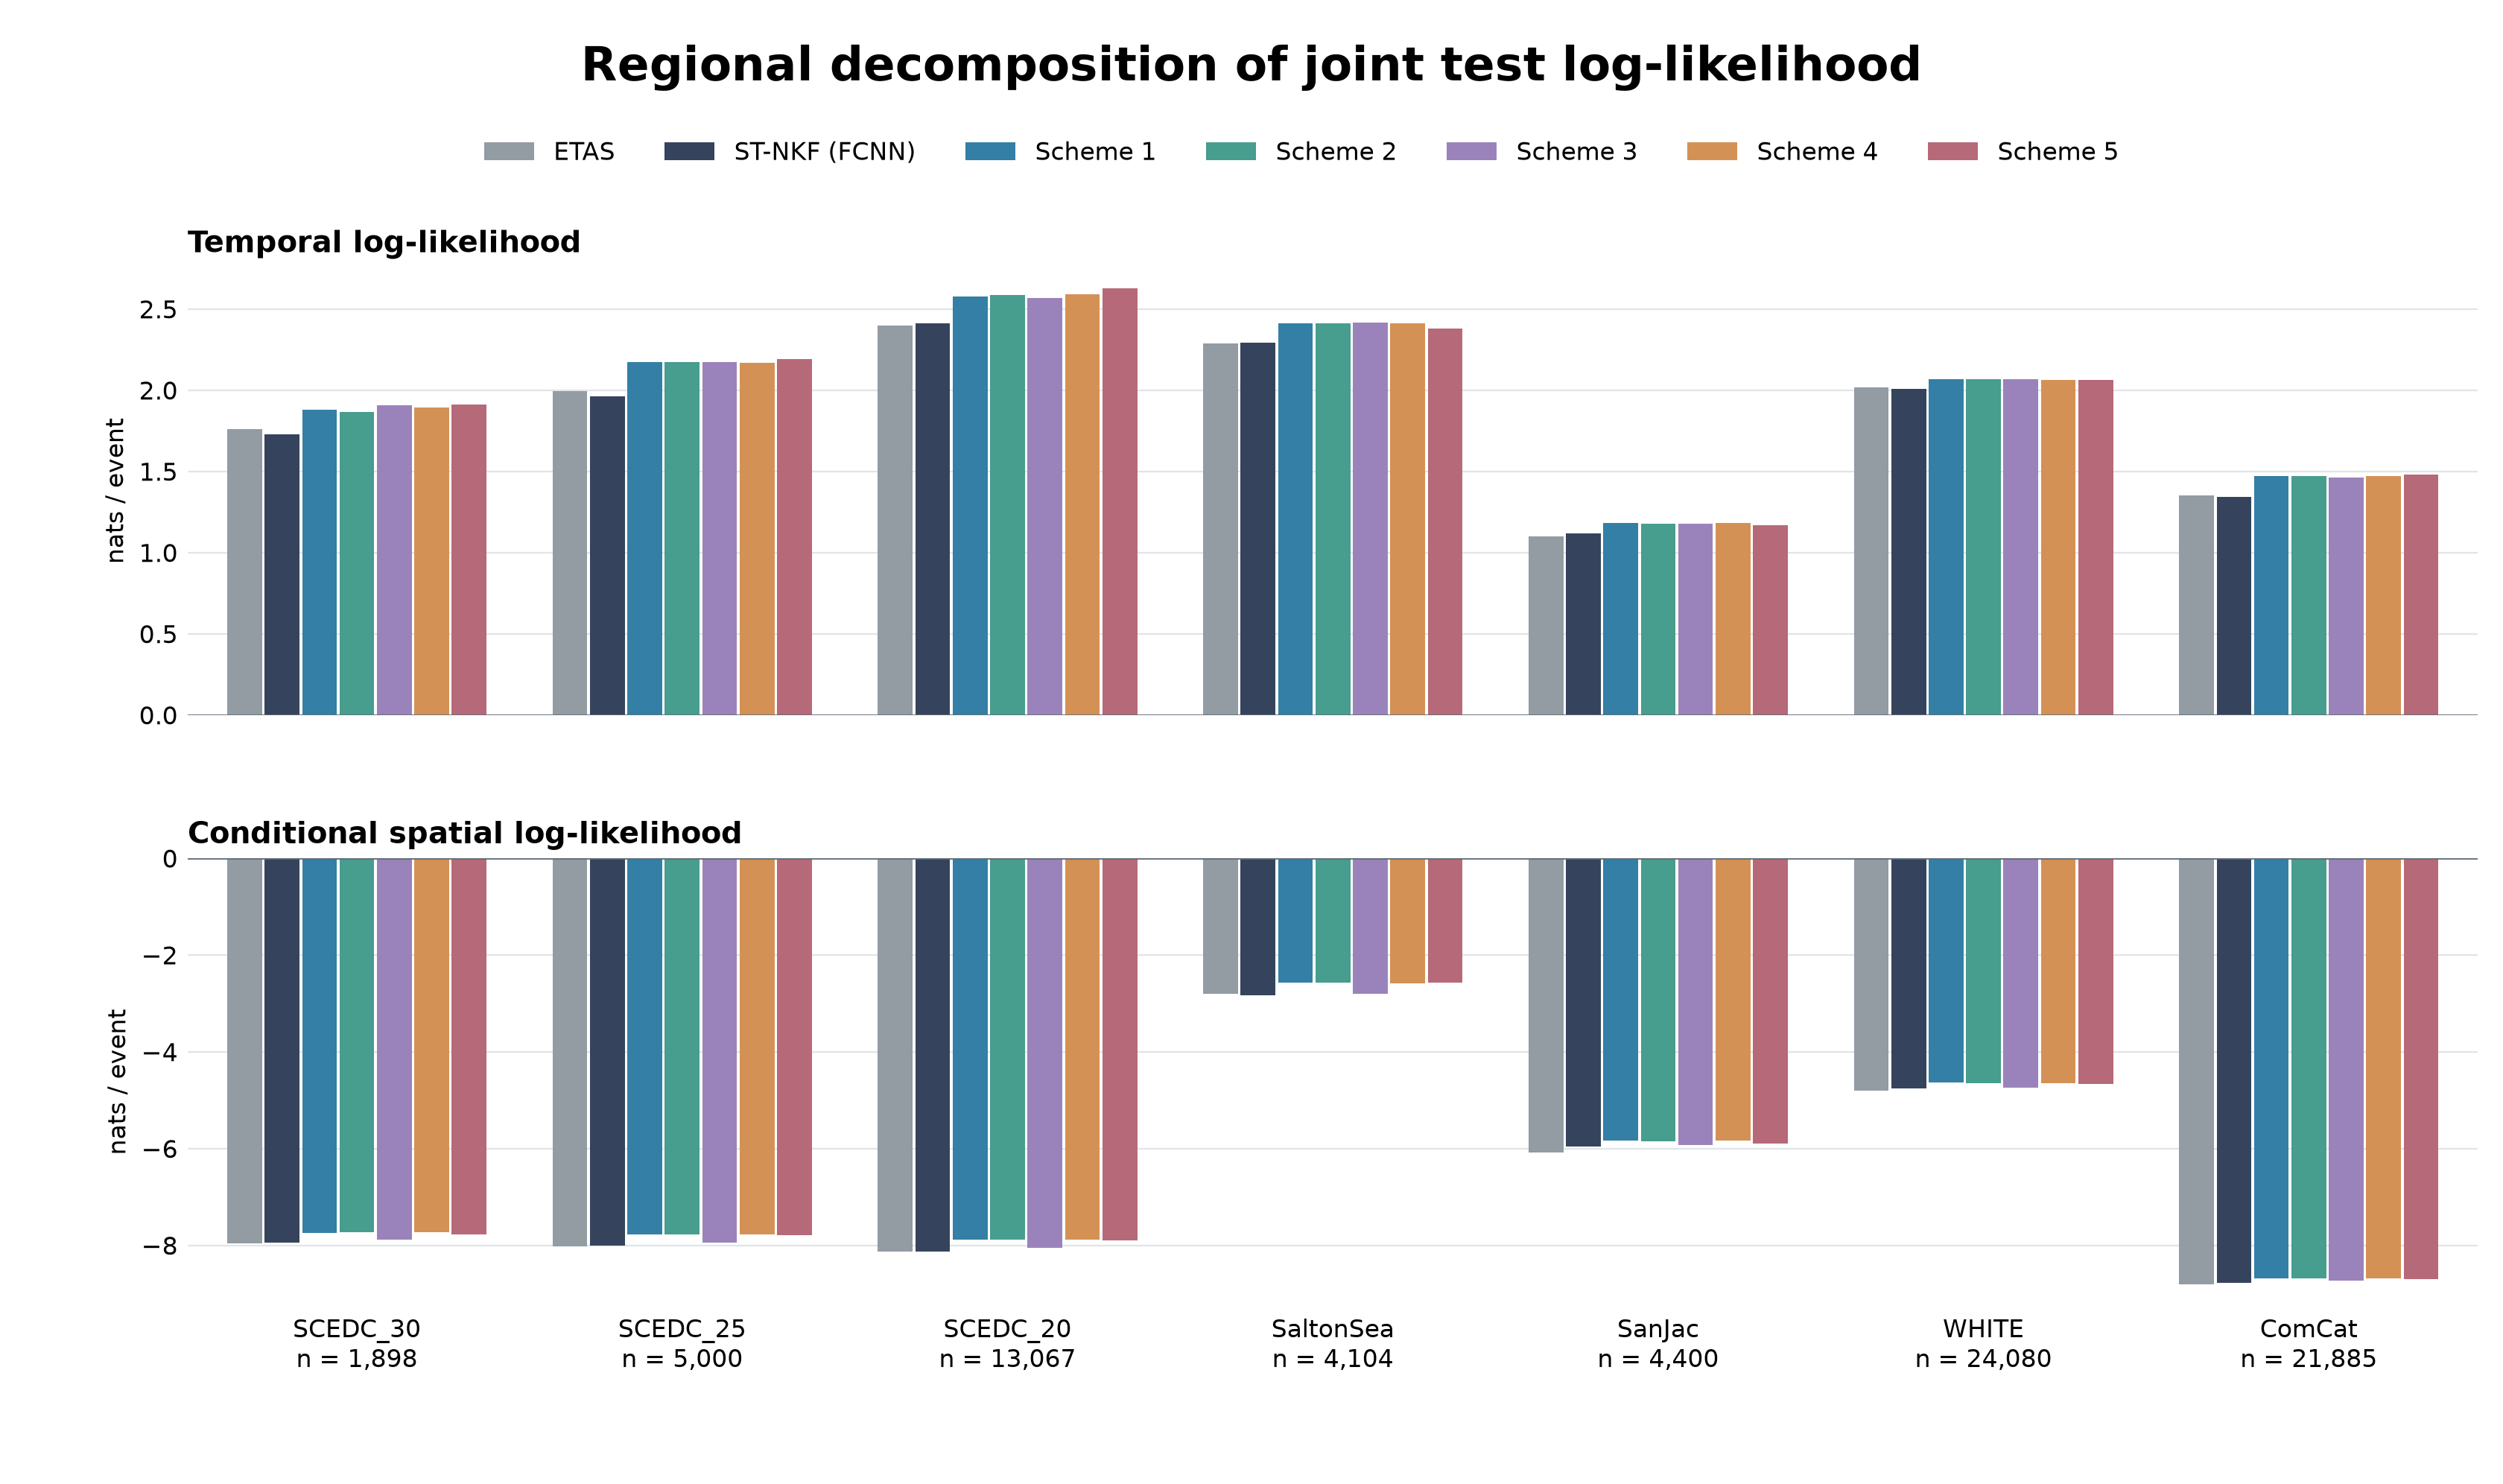 Regional decomposition of joint test log-likelihood
ETAS ST-NKF (FCNN) Scheme 1 Scheme 2 Scheme 3 Scheme 4 Scheme 5
Temporal log-likelihood
nats / event
2.5
2.0
1.5
1.0
0.5
0.0
Conditional spatial log-likelihood
nats / event
0
−2
−4
−6
−8
SCEDC_30 SCEDC_25 SCEDC_20 SaltonSea SanJac WHITE ComCat
n = 1,898 n = 5,000 n = 13,067 n = 4,104 n = 4,400 n = 24,080 n = 21,885